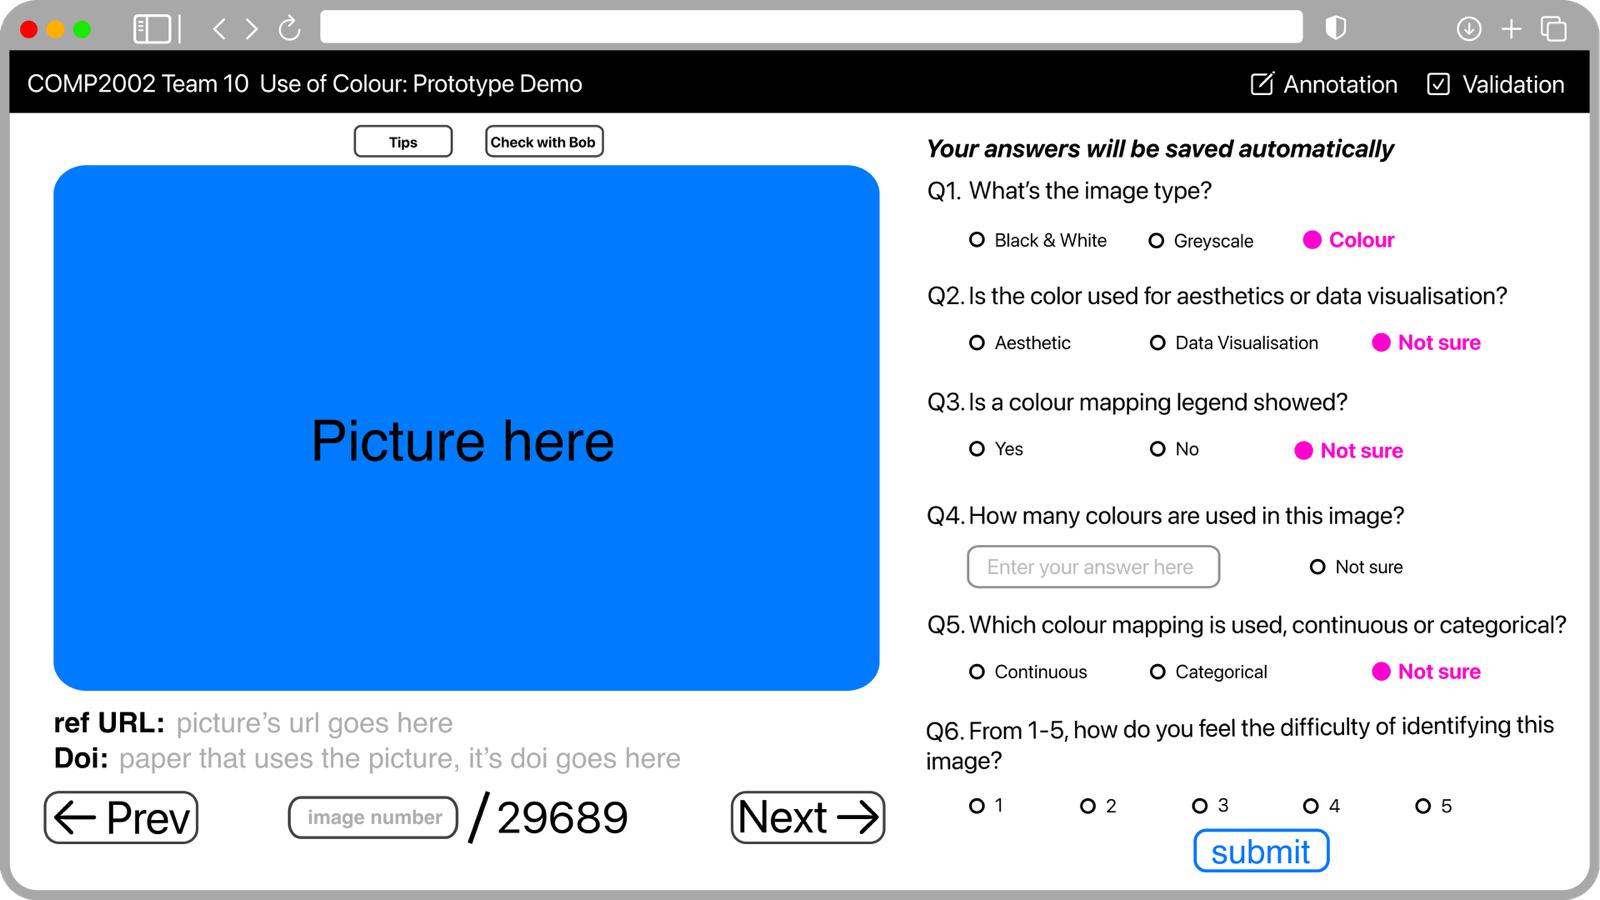 COMP2002 Team 10  Use of Colour: Prototype Demo
Annotation
Validation
Tips
Check with Bob
Picture here
ref URL: picture's url goes here
Doi: paper that uses the picture, it's doi goes here
← Prev
image number / 29689
Next →
Your answers will be saved automatically
Q1. What's the image type?
Black & White  Greyscale  Colour
Q2. Is the color used for aesthetics or data visualisation?
Aesthetic  Data Visualisation  Not sure
Q3. Is a colour mapping legend showed?
Yes  No  Not sure
Q4. How many colours are used in this image?
Enter your answer here  Not sure
Q5. Which colour mapping is used, continuous or categorical?
Continuous  Categorical  Not sure
Q6. From 1-5, how do you feel the difficulty of identifying this
image?
1  2  3  4  5
submit